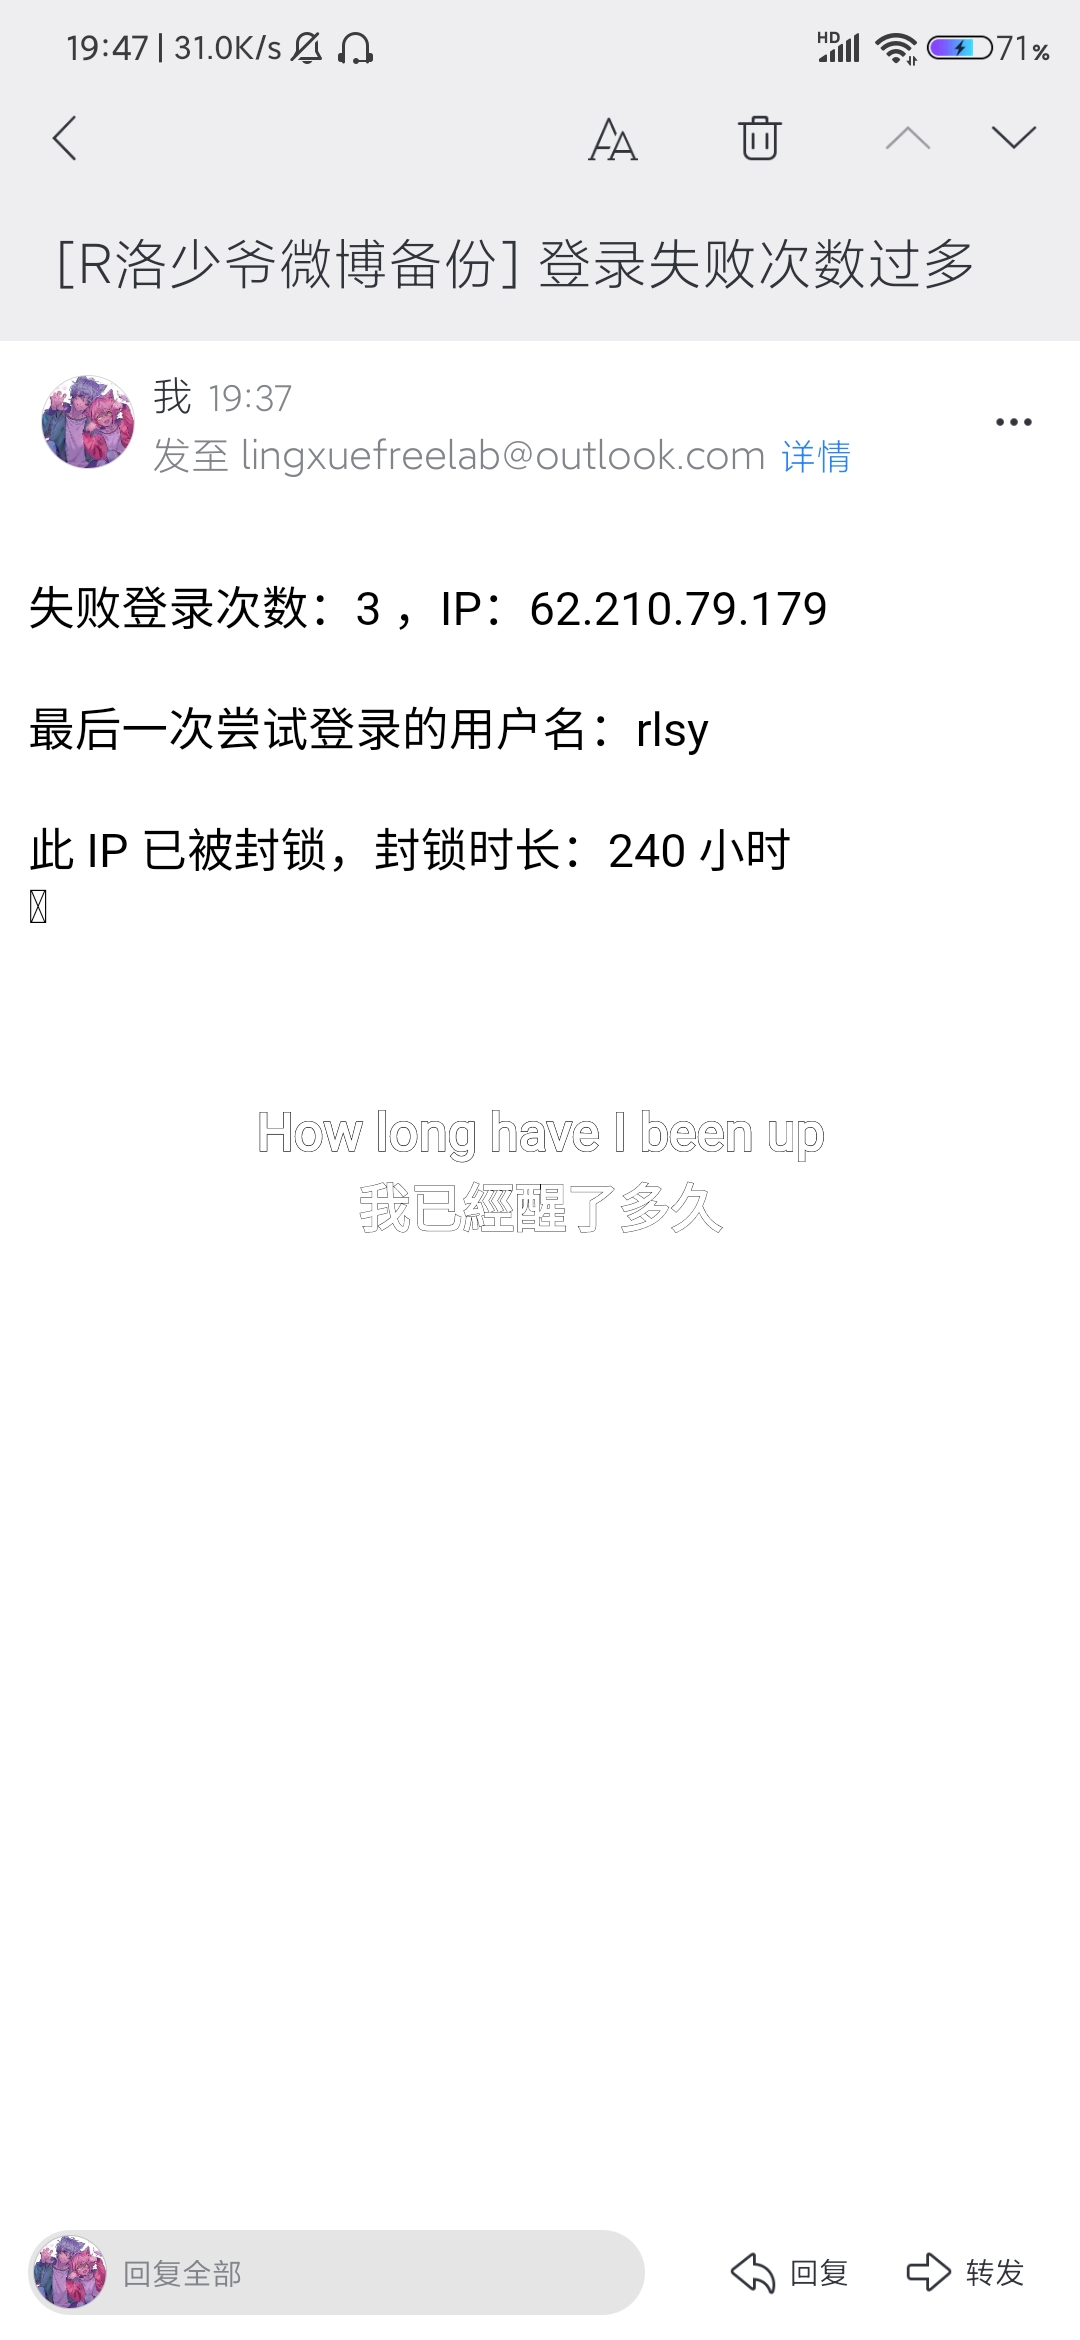 19:47 | 31.0K/s HD 71%
[R洛少爷微博备份] 登录失败次数过多
我 19:37
发至 lingxuefreelab@outlook.com 详情
失败登录次数：3 ，IP：62.210.79.179
最后一次尝试登录的用户名：rlsy
此 IP 已被封锁，封锁时长：240 小时
How long have I been up
我已經醒了多久
回复全部 回复 转发